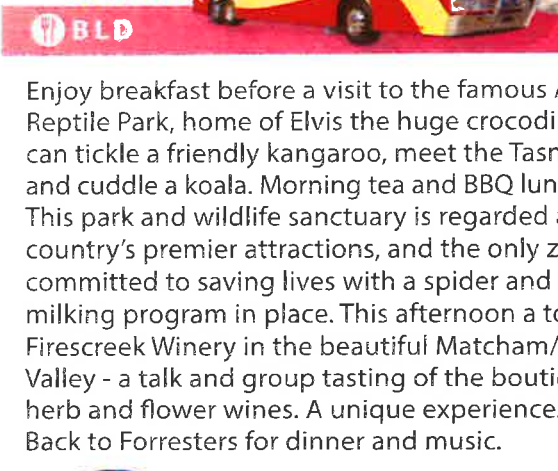 BLD
Enjoy breakfast before a visit to the famous
Reptile Park, home of Elvis the huge crocodi
can tickle a friendly kangaroo, meet the Tasm
and cuddle a koala. Morning tea and BBQ lun
This park and wildlife sanctuary is regarded a
country's premier attractions, and the only z
committed to saving lives with a spider and
milking program in place. This afternoon a to
Firescreek Winery in the beautiful Matcham/
Valley - a talk and group tasting of the bouti
herb and flower wines. A unique experience.
Back to Forresters for dinner and music.